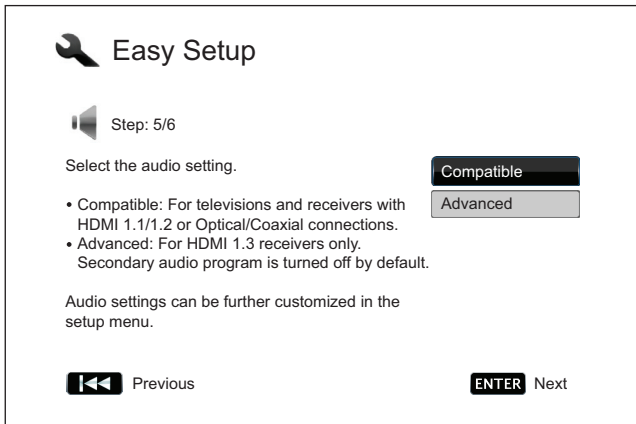 Easy Setup
Step: 5/6
Select the audio setting.
Compatible
Advanced
• Compatible: For televisions and receivers with
HDMI 1.1/1.2 or Optical/Coaxial connections.
• Advanced: For HDMI 1.3 receivers only.
Secondary audio program is turned off by default.
Audio settings can be further customized in the
setup menu.
Previous
ENTER Next